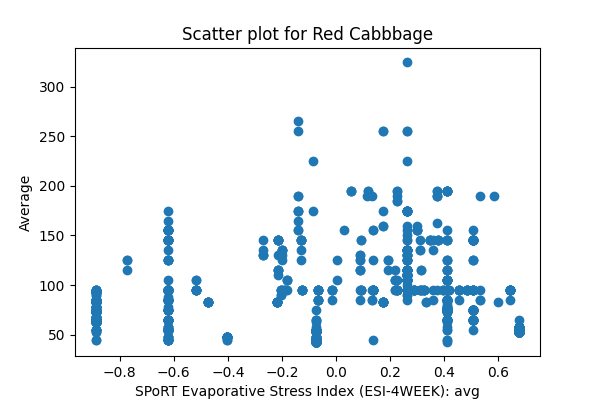 Scatter plot for Red Cabbbage
Average
300
250
200
150
100
50
−0.8 −0.6 −0.4 −0.2 0.0 0.2 0.4 0.6
SPoRT Evaporative Stress Index (ESI-4WEEK): avg